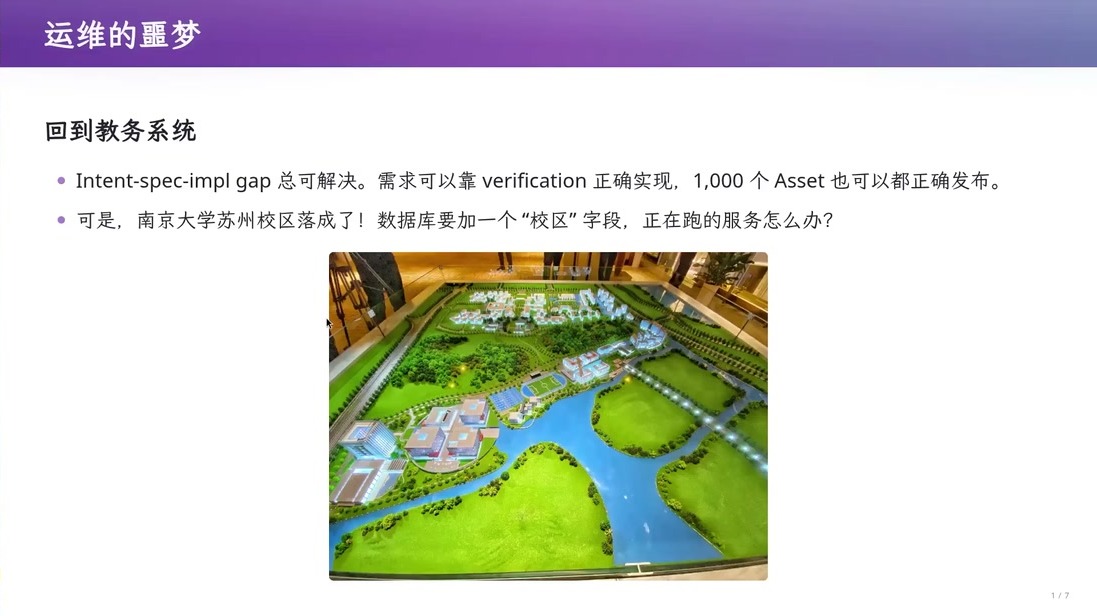 运维的噩梦
回到教务系统
Intent-spec-impl gap 总可解决。需求可以靠 verification 正确实现，1,000 个 Asset 也可以都正确发布。
可是，南京大学苏州校区落成了！数据库要加一个 “校区” 字段，正在跑的服务怎么办？
1 / 7